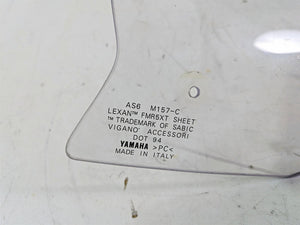 AS6 M157-C
LEXAN™ FMR5XT SHEET
™ TRADEMARK OF SABIC
VIGANO' ACCESSORI
DOT 94
YAMAHA >PC<
MADE IN ITALY